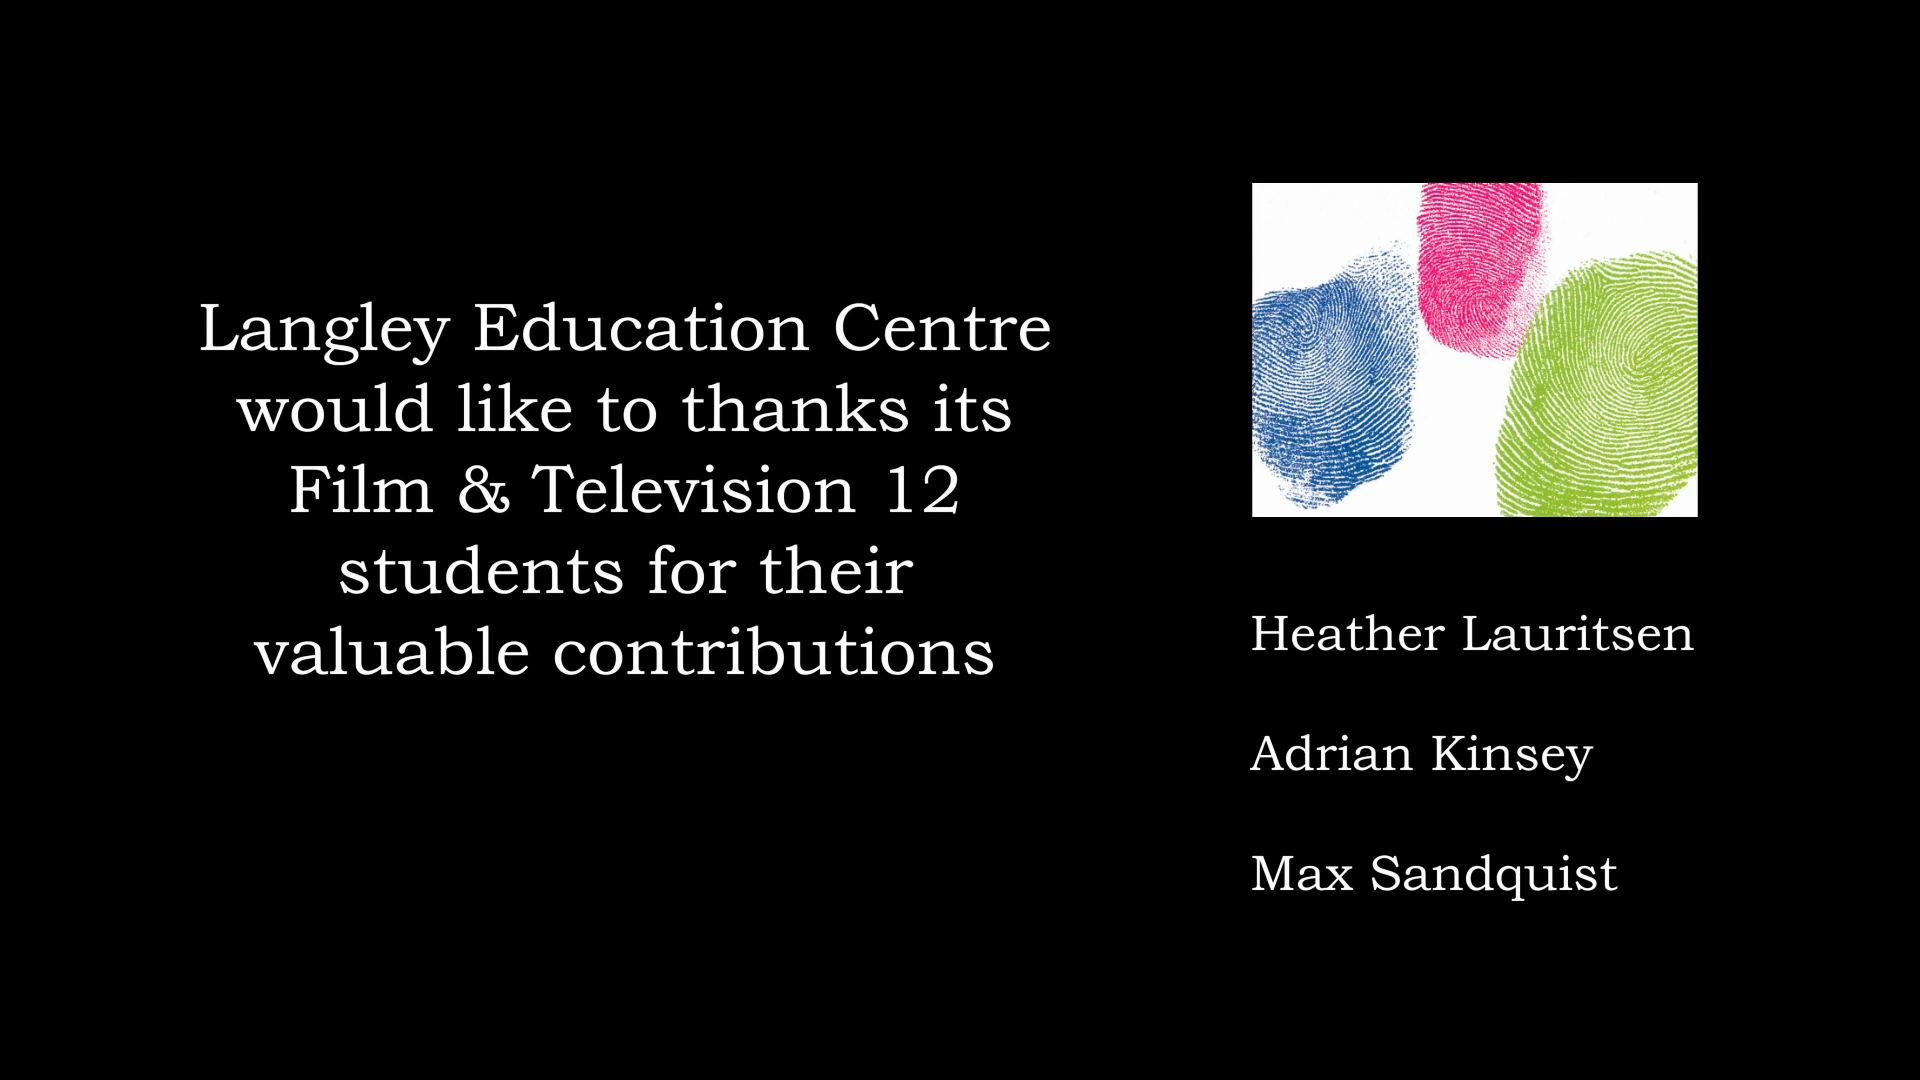 Langley Education Centre
would like to thanks its
Film & Television 12
students for their
valuable contributions
Heather Lauritsen
Adrian Kinsey
Max Sandquist